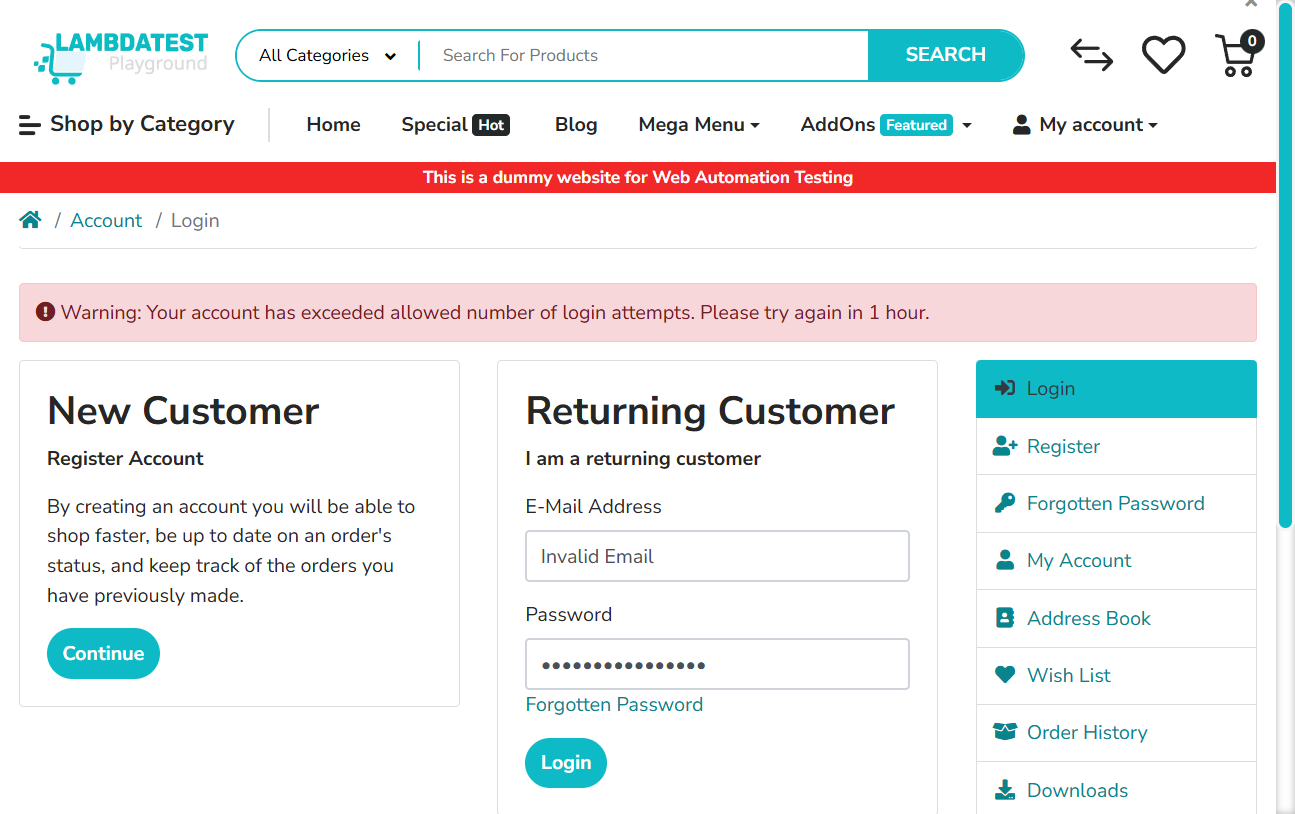 LAMBDATEST
Playground
All Categories
Search For Products
SEARCH
0
Shop by Category
Home
Special Hot
Blog
Mega Menu
AddOns Featured
My account
This is a dummy website for Web Automation Testing
/ Account / Login
Warning: Your account has exceeded allowed number of login attempts. Please try again in 1 hour.
New Customer
Register Account
By creating an account you will be able to
shop faster, be up to date on an order's
status, and keep track of the orders you
have previously made.
Continue
Returning Customer
I am a returning customer
E-Mail Address
Invalid Email
Password
••••••••••••••••
Forgotten Password
Login
Login
Register
Forgotten Password
My Account
Address Book
Wish List
Order History
Downloads